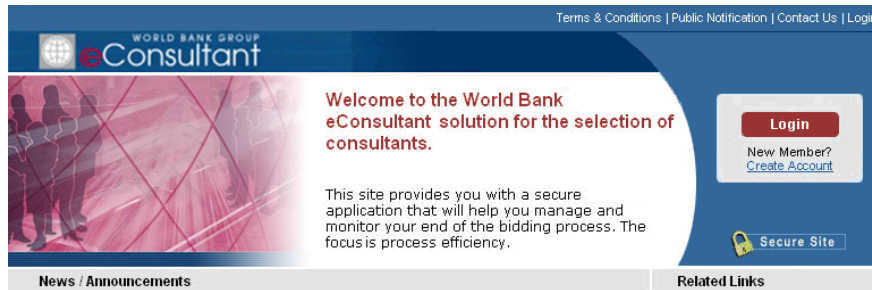 Terms & Conditions | Public Notification | Contact Us |
WORLD BANK GROUP
eConsultant
Welcome to the World Bank
eConsultant solution for the selection of
consultants.
This site provides you with a secure
application that will help you manage and
monitor your end of the bidding process. The
focus is process efficiency.
Login
New Member?
Create Account
Secure Site
News / Announcements
Related Links